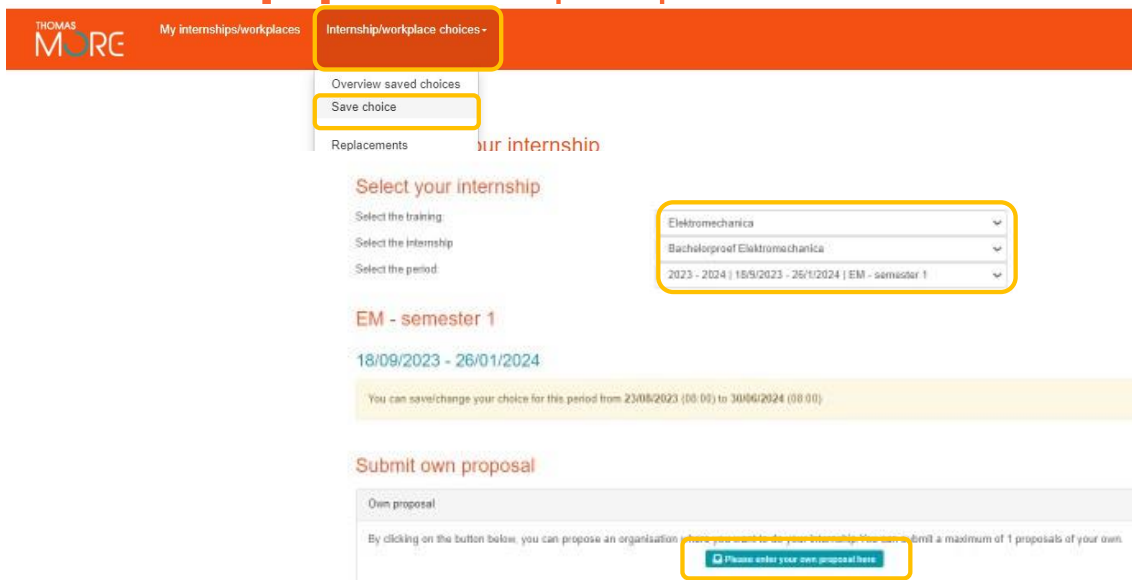 THOMAS
MORE
My internships/workplaces
Internship/workplace choices
Overview saved choices
Save choice
Replacements
our internship
Select your internship
Select the training:
Elektromechanica
Select the internship
Bachelorproef Elektromechanica
Select the period
2023 - 2024 | 18/9/2023 - 26/1/2024 | EM - semester 1
EM - semester 1
18/09/2023 - 26/01/2024
You can save/change your choice for this period from 23/08/2023 (08:00) to 30/06/2024 (08:00)
Submit own proposal
Own proposal
By clicking on the button below, you can propose an organisation where you want to do your internship. You can submit a maximum of 1 proposals of your own.
Please enter your own proposal here